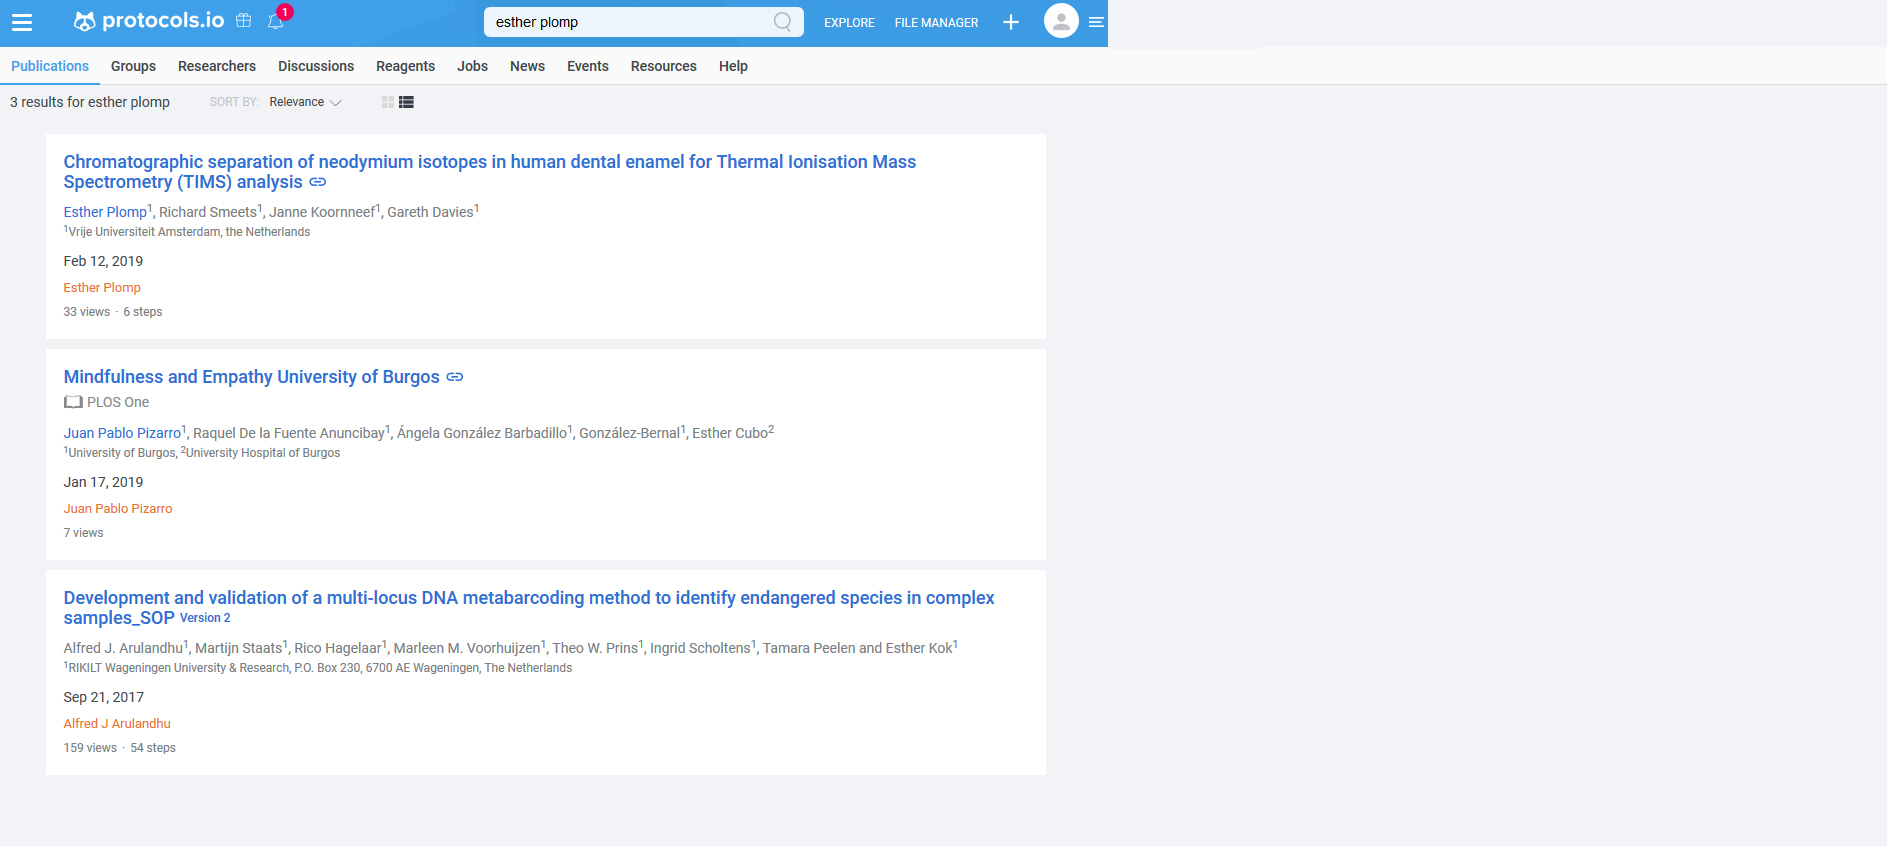 protocols.io
1
esther plomp
EXPLORE
FILE MANAGER
Publications Groups Researchers Discussions Reagents Jobs News Events Resources Help
3 results for esther plomp SORT BY: Relevance
Chromatographic separation of neodymium isotopes in human dental enamel for Thermal Ionisation Mass
Spectrometry (TIMS) analysis
Esther Plomp1, Richard Smeets1, Janne Koornneef1, Gareth Davies1
1Vrije Universiteit Amsterdam, the Netherlands
Feb 12, 2019
Esther Plomp
33 views · 6 steps
Mindfulness and Empathy University of Burgos
PLOS One
Juan Pablo Pizarro1, Raquel De la Fuente Anuncibay1, Ángela González Barbadillo1, González-Bernal1, Esther Cubo2
1University of Burgos, 2University Hospital of Burgos
Jan 17, 2019
Juan Pablo Pizarro
7 views
Development and validation of a multi-locus DNA metabarcoding method to identify endangered species in complex
samples_SOP Version 2
Alfred J. Arulandhu1, Martijn Staats1, Rico Hagelaar1, Marleen M. Voorhuijzen1, Theo W. Prins1, Ingrid Scholtens1, Tamara Peelen and Esther Kok1
1RIKILT Wageningen University & Research, P.O. Box 230, 6700 AE Wageningen, The Netherlands
Sep 21, 2017
Alfred J Arulandhu
159 views · 54 steps